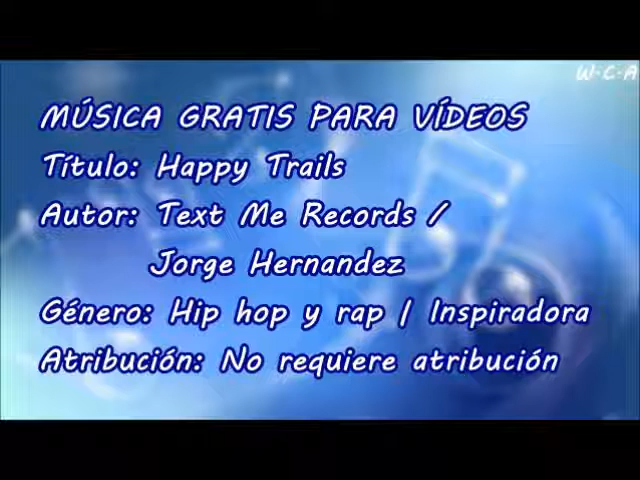 W-C-A
MÚSICA GRATIS PARA VÍDEOS
Título: Happy Trails
Autor: Text Me Records /
Jorge Hernandez
Género: Hip hop y rap | Inspiradora
Atribución: No requiere atribución